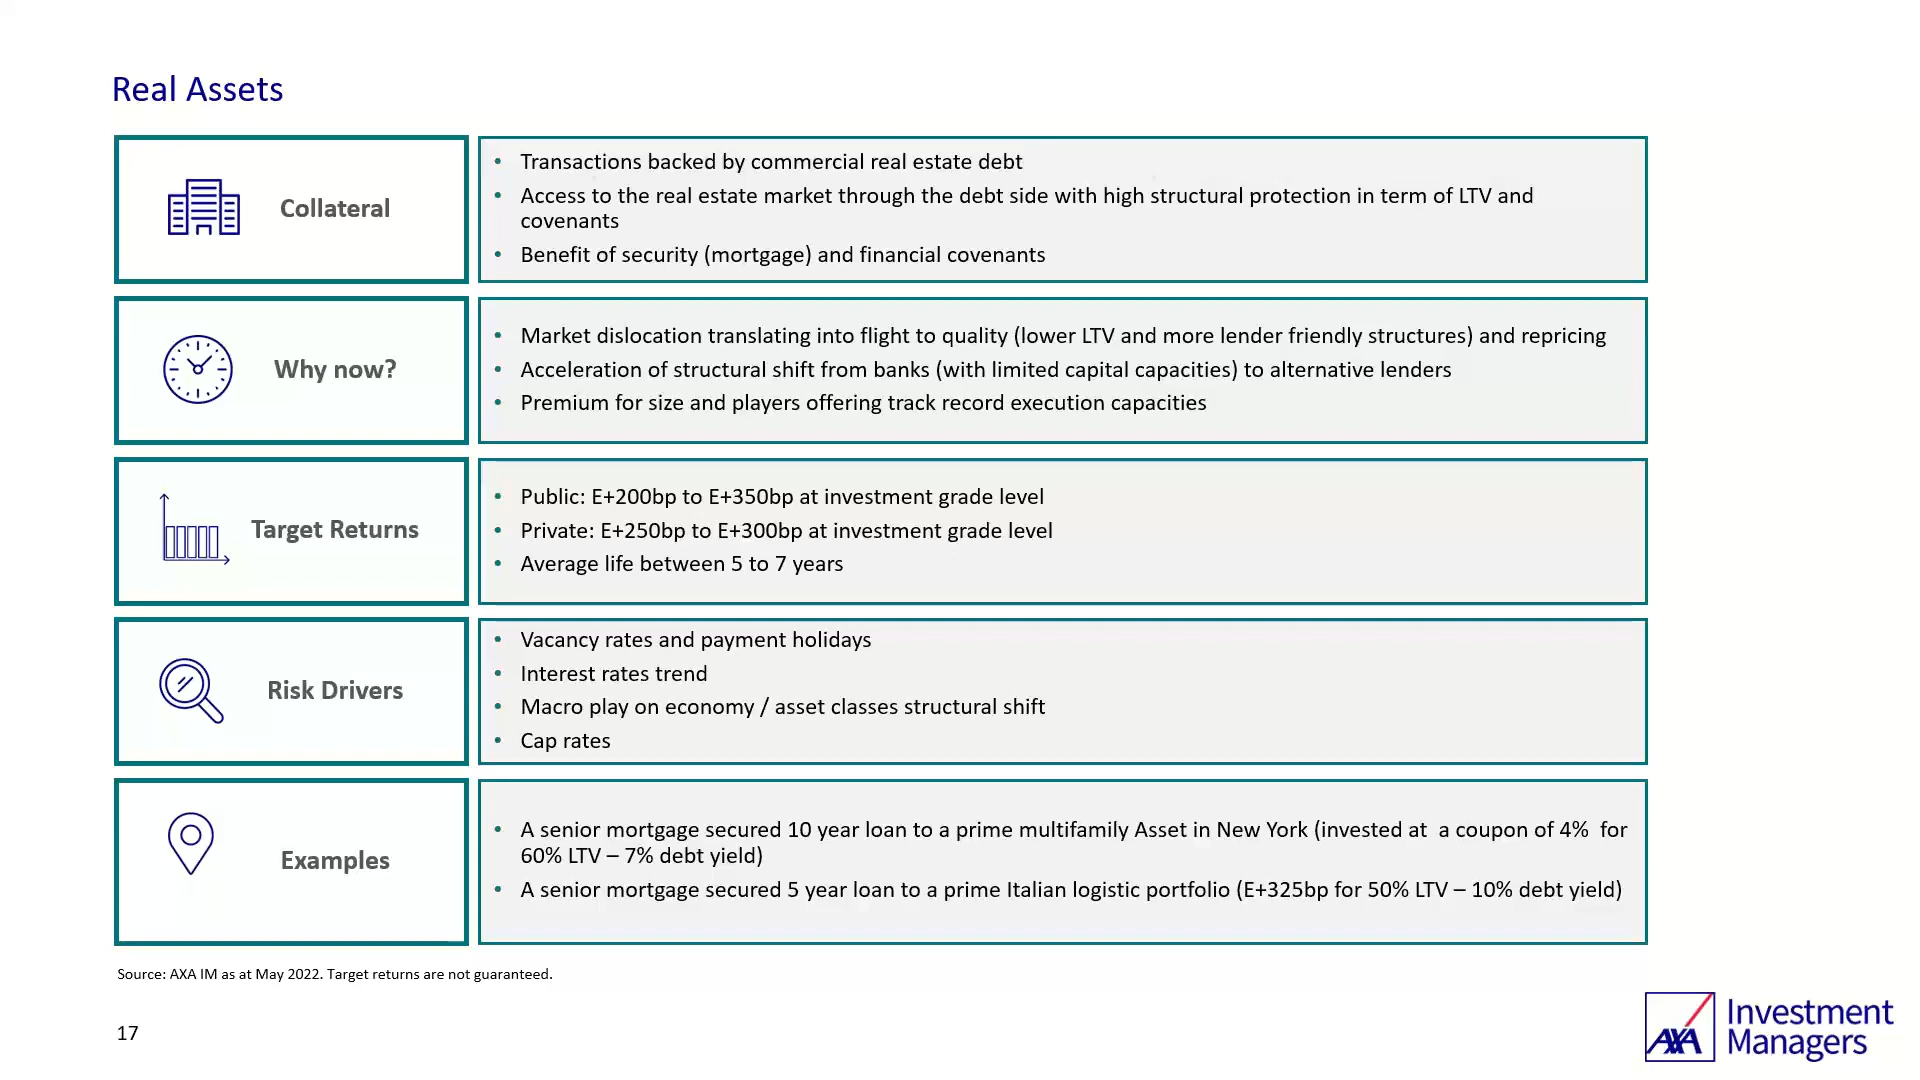 Real Assets
Collateral
• Transactions backed by commercial real estate debt
• Access to the real estate market through the debt side with high structural protection in term of LTV and
covenants
• Benefit of security (mortgage) and financial covenants
Why now?
• Market dislocation translating into flight to quality (lower LTV and more lender friendly structures) and repricing
• Acceleration of structural shift from banks (with limited capital capacities) to alternative lenders
• Premium for size and players offering track record execution capacities
Target Returns
• Public: E+200bp to E+350bp at investment grade level
• Private: E+250bp to E+300bp at investment grade level
• Average life between 5 to 7 years
Risk Drivers
• Vacancy rates and payment holidays
• Interest rates trend
• Macro play on economy / asset classes structural shift
• Cap rates
Examples
• A senior mortgage secured 10 year loan to a prime multifamily Asset in New York (invested at  a coupon of 4%  for
60% LTV – 7% debt yield)
• A senior mortgage secured 5 year loan to a prime Italian logistic portfolio (E+325bp for 50% LTV – 10% debt yield)
Source: AXA IM as at May 2022. Target returns are not guaranteed.
17
AXA
Investment
Managers